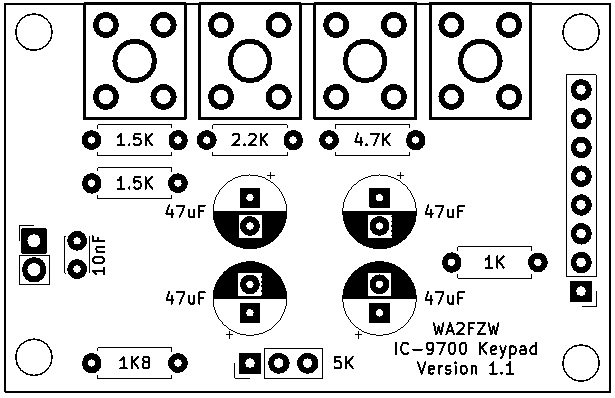 1.5K
2.2K
4.7K
1.5K
47uF
47uF
10nF
1K
47uF
47uF
WA2FZW
IC-9700 Keypad
Version 1.1
1K8
5K